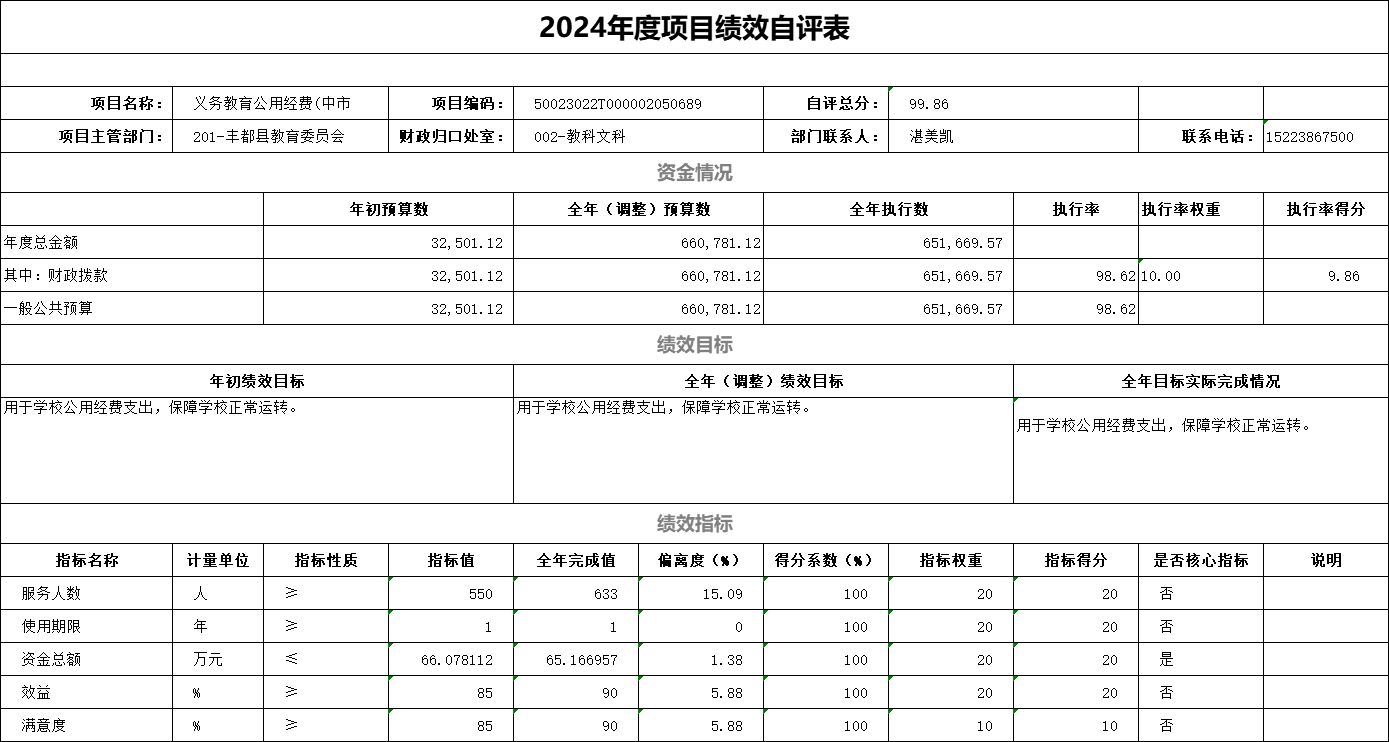 2024年度项目绩效自评表
项目名称： 义务教育公用经费(中市 项目编码： 50023022T000002050689 自评总分： 99.86
项目主管部门： 201-丰都县教育委员会 财政归口处室： 002-教科文科 部门联系人： 湛美凯 联系电话： 15223867500
资金情况
年初预算数 全年（调整）预算数 全年执行数 执行率 执行率权重 执行率得分
年度总金额 32,501.12 660,781.12 651,669.57
其中：财政拨款 32,501.12 660,781.12 651,669.57 98.62 10.00 9.86
一般公共预算 32,501.12 660,781.12 651,669.57 98.62
绩效目标
年初绩效目标 全年（调整）绩效目标 全年目标实际完成情况
用于学校公用经费支出，保障学校正常运转。 用于学校公用经费支出，保障学校正常运转。 用于学校公用经费支出，保障学校正常运转。
绩效指标
指标名称 计量单位 指标性质 指标值 全年完成值 偏离度（%） 得分系数（%） 指标权重 指标得分 是否核心指标 说明
服务人数 人 ≥ 550 633 15.09 100 20 20 否
使用期限 年 ≥ 1 1 0 100 20 20 否
资金总额 万元 ≤ 66.078112 65.166957 1.38 100 20 20 是
效益 % ≥ 85 90 5.88 100 20 20 否
满意度 % ≥ 85 90 5.88 100 10 10 否